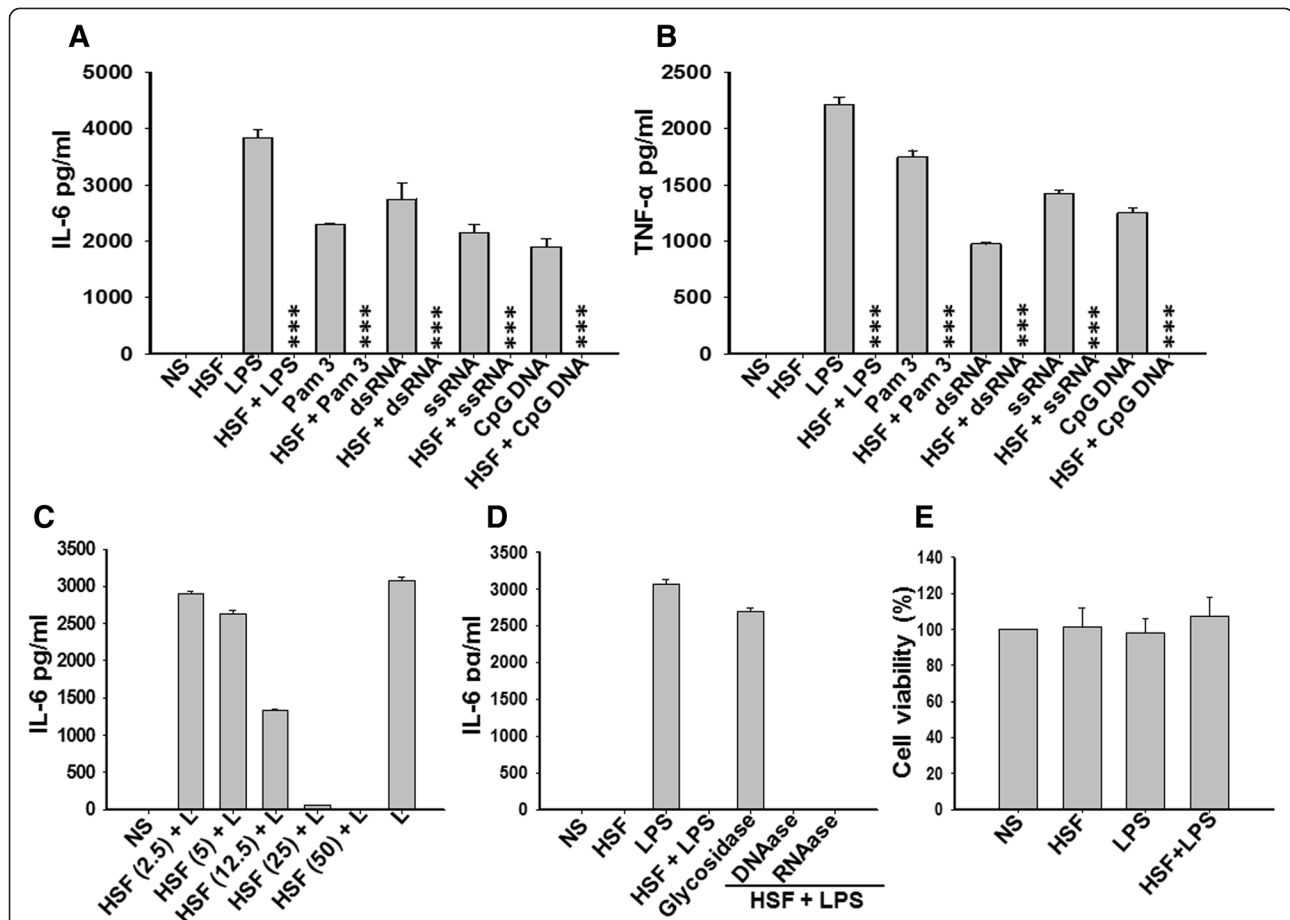 A
IL-6 pg/ml
5000
4000
3000
2000
1000
0
***
***
***
***
***
NS
HSF
LPS
HSF + LPS
Pam 3
HSF + Pam 3
dsRNA
HSF + dsRNA
ssRNA
HSF + ssRNA
CpG DNA
HSF + CpG DNA
B
TNF-α pg/ml
2500
2000
1500
1000
500
0
***
***
***
***
***
NS
HSF
LPS
HSF + LPS
Pam 3
HSF + Pam 3
dsRNA
HSF + dsRNA
ssRNA
HSF + ssRNA
CpG DNA
HSF + CpG DNA
C
IL-6 pg/ml
3500
3000
2500
2000
1500
1000
500
0
NS
HSF (2.5) + L
HSF (5) + L
HSF (12.5) + L
HSF (25) + L
HSF (50) + L
L
D
IL-6 pg/ml
3500
3000
2500
2000
1500
1000
500
0
NS
HSF
LPS
HSF + LPS
Glycosidase
DNAase
RNAase
HSF + LPS
E
Cell viability (%)
140
120
100
80
60
40
20
0
NS
HSF
LPS
HSF+LPS